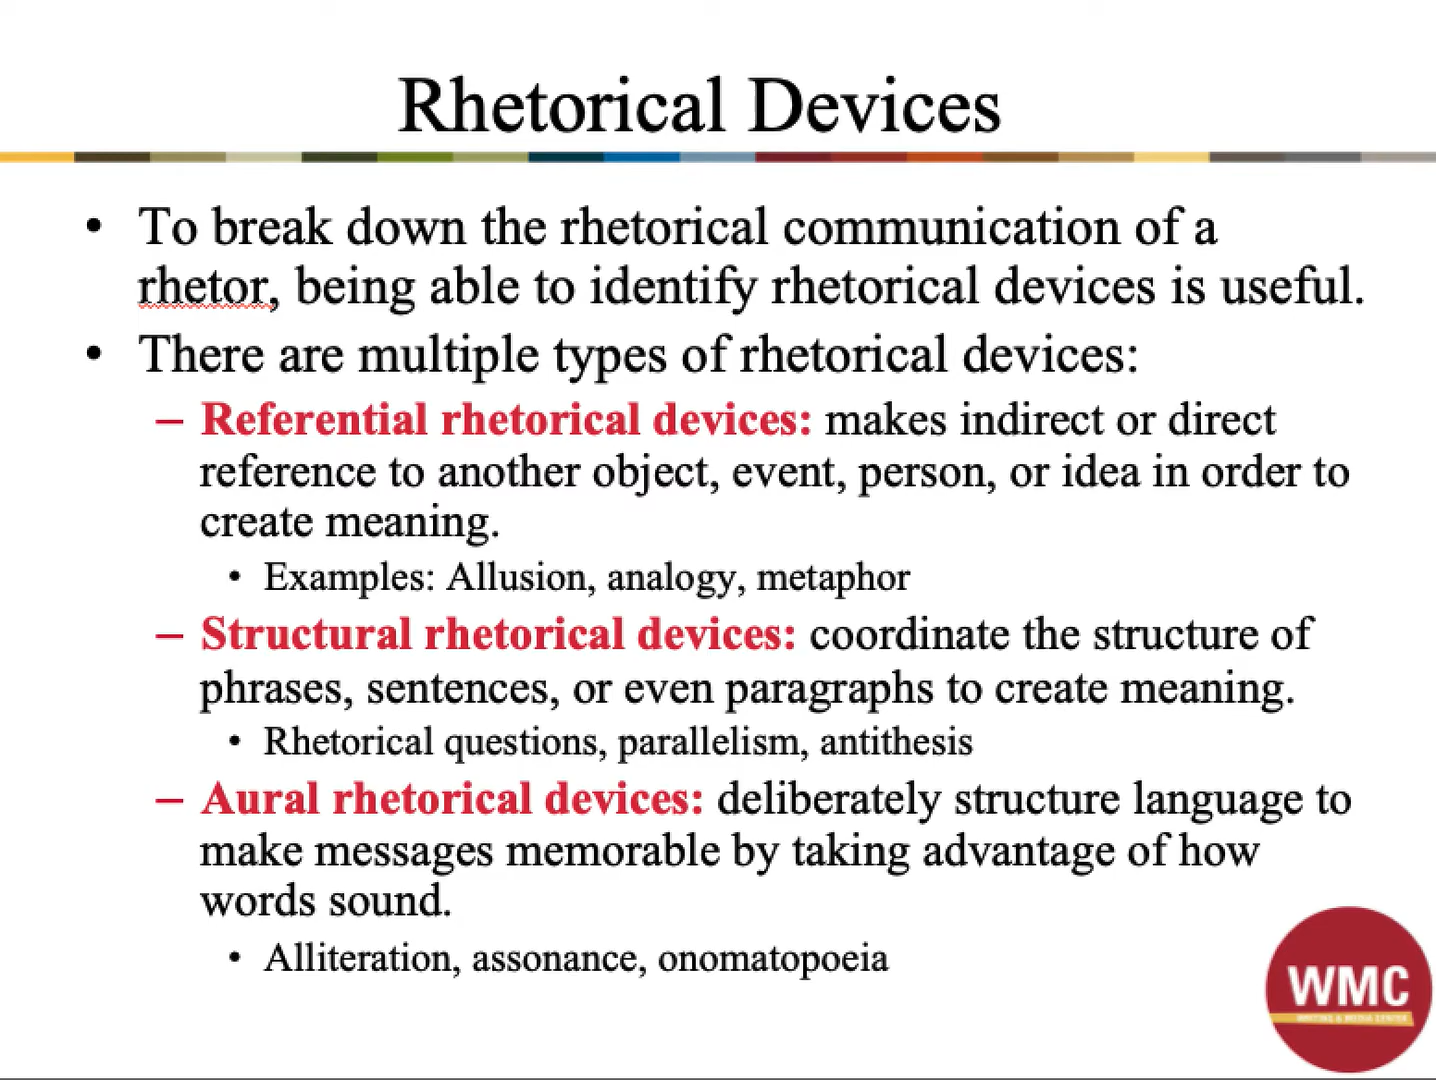 Rhetorical Devices
• To break down the rhetorical communication of a
rhetor, being able to identify rhetorical devices is useful.
• There are multiple types of rhetorical devices:
– Referential rhetorical devices: makes indirect or direct
reference to another object, event, person, or idea in order to
create meaning.
• Examples: Allusion, analogy, metaphor
– Structural rhetorical devices: coordinate the structure of
phrases, sentences, or even paragraphs to create meaning.
• Rhetorical questions, parallelism, antithesis
– Aural rhetorical devices: deliberately structure language to
make messages memorable by taking advantage of how
words sound.
• Alliteration, assonance, onomatopoeia
WMC
WRITING & MEDIA CENTER